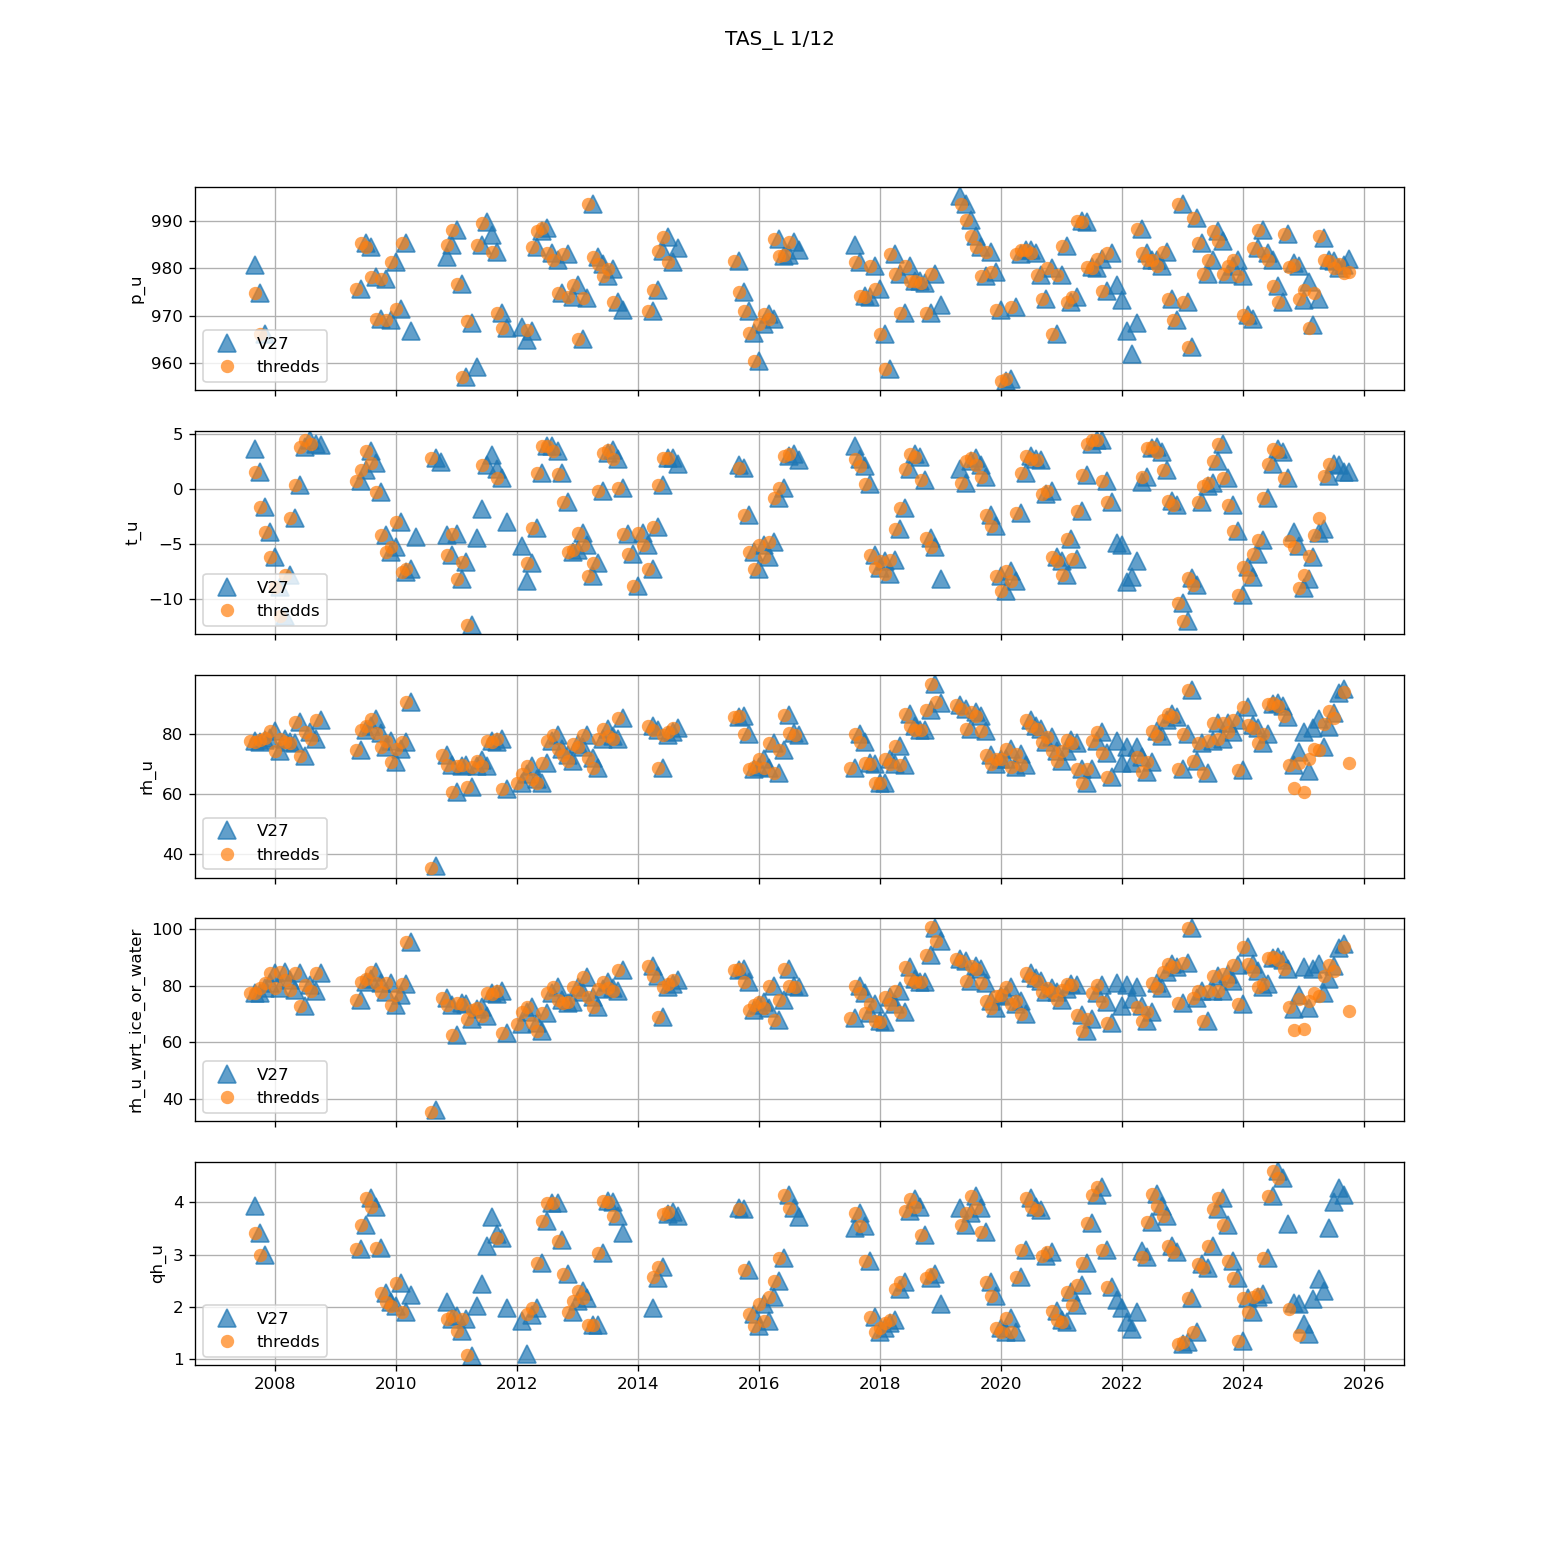 TAS_L 1/12
p_u
990
980
970
960
V27
thredds
t_u
5
0
−5
−10
V27
thredds
rh_u
80
60
40
V27
thredds
rh_u_wrt_ice_or_water
100
80
60
40
V27
thredds
qh_u
4
3
2
1
V27
thredds
2008 2010 2012 2014 2016 2018 2020 2022 2024 2026